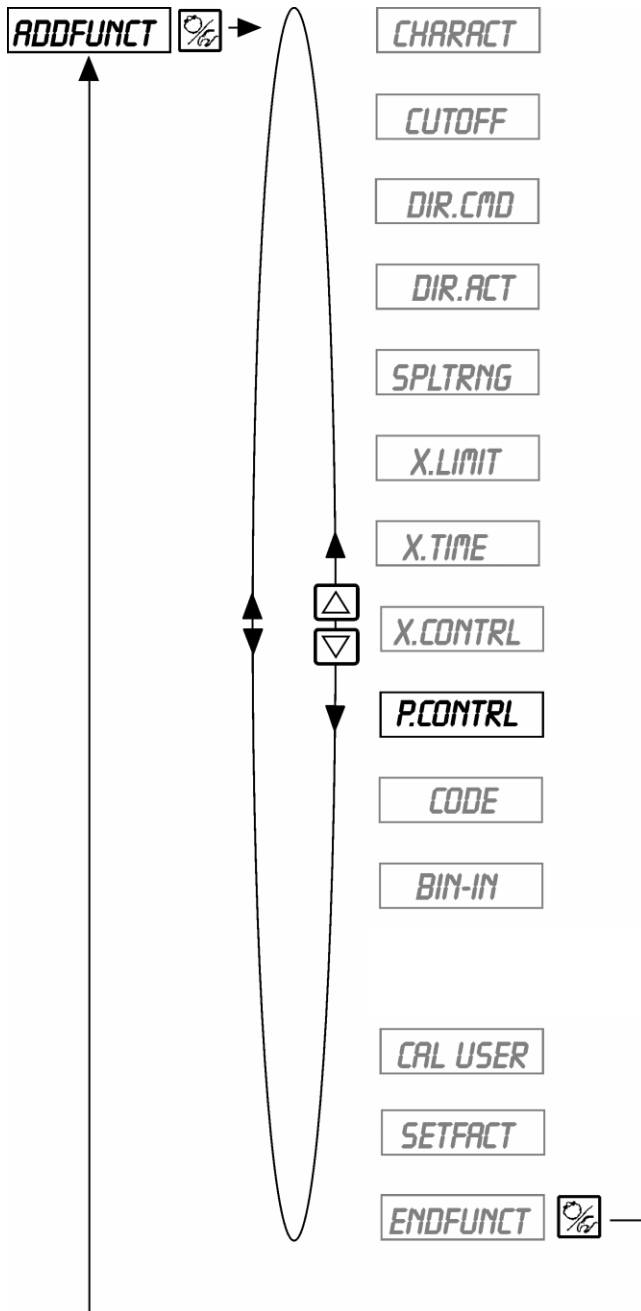 ADDFUNCT
CHARACT
CUTOFF
DIR.CMD
DIR.ACT
SPLTRNG
X.LIMIT
X.TIME
X.CONTRL
P.CONTRL
CODE
BIN-IN
CAL USER
SETFACT
ENDFUNCT